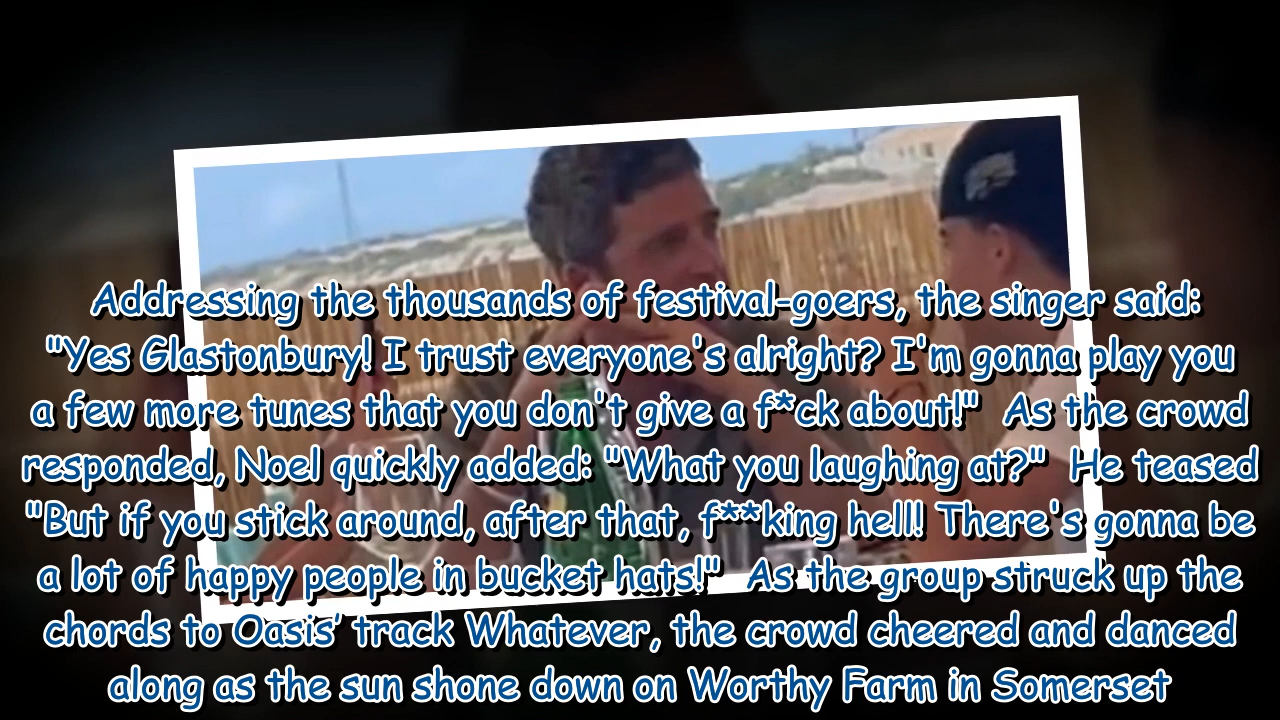 Addressing the thousands of festival-goers, the singer said:
"Yes Glastonbury! I trust everyone's alright? I'm gonna play you
a few more tunes that you don't give a f*ck about!"  As the crowd
responded, Noel quickly added: "What you laughing at?"  He teased
"But if you stick around, after that, f**king hell! There's gonna be
a lot of happy people in bucket hats!"  As the group struck up the
chords to Oasis’ track Whatever, the crowd cheered and danced
along as the sun shone down on Worthy Farm in Somerset